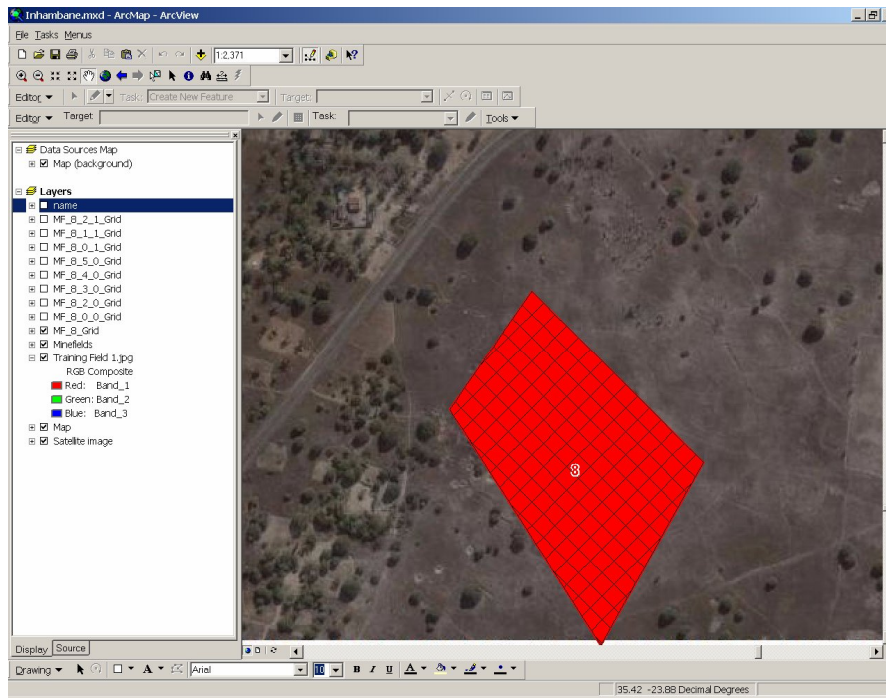 Inhambane.mxd - ArcMap - ArcView
File Tasks Menus
1:2,371
Editor Task: Create New Feature Target:
Editor Target Task: Tools
Data Sources Map
Map (background)
Layers
name
MF_8_2_1_Grid
MF_8_1_1_Grid
MF_8_0_1_Grid
MF_8_5_0_Grid
MF_8_4_0_Grid
MF_8_3_0_Grid
MF_8_2_0_Grid
MF_8_0_0_Grid
MF_8_Grid
Minefields
Training Field 1.jpg
RGB Composite
Red: Band_1
Green: Band_2
Blue: Band_3
Map
Satellite image
8
Display Source
Drawing A Arial 10 B I U A
35.42 -23.88 Decimal Degrees